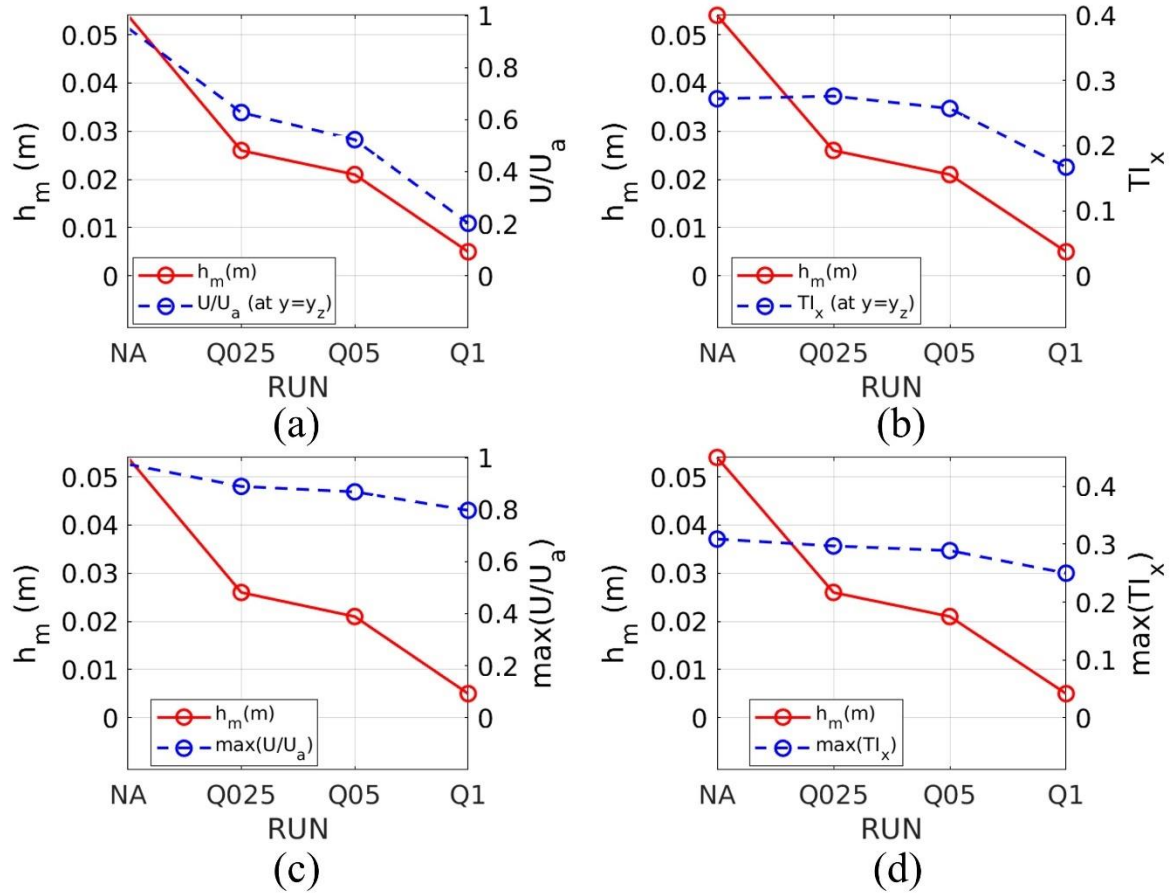 0.05
0.04
0.03
0.02
0.01
0
h_m (m)
1
0.8
0.6
0.4
0.2
0
U/U_a
h_m(m)
U/U_a (at y=y_z)
NA Q025 Q05 Q1
RUN
(a)
0.05
0.04
0.03
0.02
0.01
0
h_m (m)
0.4
0.3
0.2
0.1
0
TI_x
h_m(m)
TI_x (at y=y_z)
NA Q025 Q05 Q1
RUN
(b)
0.05
0.04
0.03
0.02
0.01
0
h_m (m)
1
0.8
0.6
0.4
0.2
0
max(U/U_a)
h_m(m)
max(U/U_a)
NA Q025 Q05 Q1
RUN
(c)
0.05
0.04
0.03
0.02
0.01
0
h_m (m)
0.4
0.3
0.2
0.1
0
max(TI_x)
h_m(m)
max(TI_x)
NA Q025 Q05 Q1
RUN
(d)